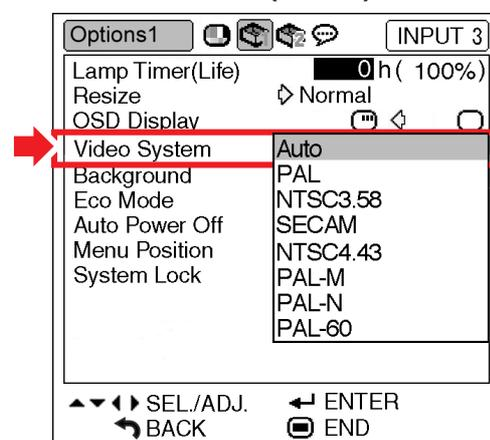 Options1 INPUT 3
Lamp Timer(Life) 0 h ( 100%)
Resize Normal
OSD Display
Video System Auto
Background PAL
Eco Mode NTSC3.58
Auto Power Off SECAM
Menu Position NTSC4.43
System Lock PAL-M
PAL-N
PAL-60
SEL./ADJ. ENTER
BACK END